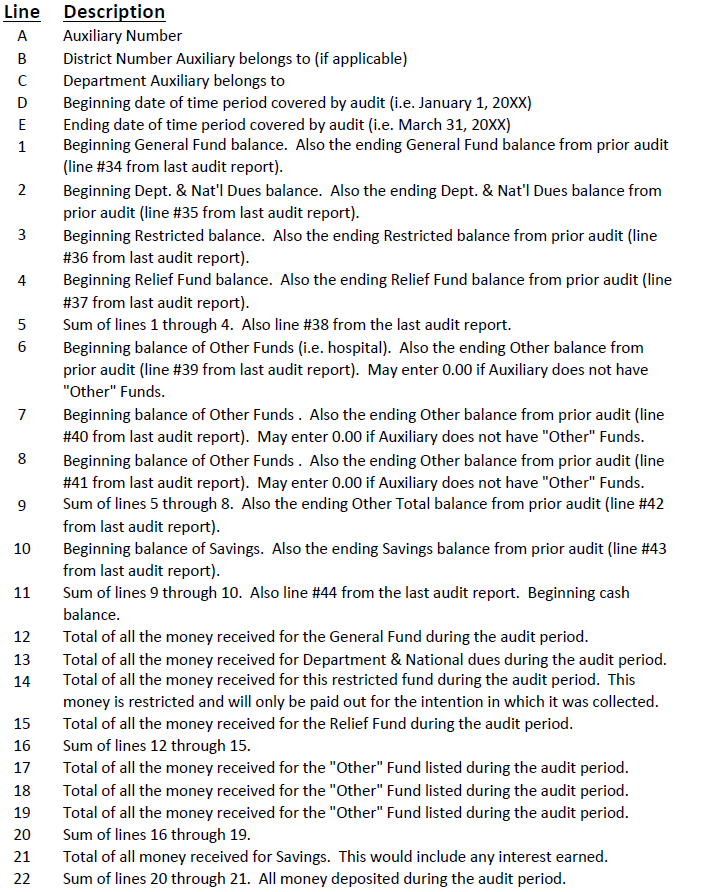 Line Description
A Auxiliary Number
B District Number Auxiliary belongs to (if applicable)
C Department Auxiliary belongs to
D Beginning date of time period covered by audit (i.e. January 1, 20XX)
E Ending date of time period covered by audit (i.e. March 31, 20XX)
1 Beginning General Fund balance.  Also the ending General Fund balance from prior audit
(line #34 from last audit report).
2 Beginning Dept. & Nat'l Dues balance.  Also the ending Dept. & Nat'l Dues balance from
prior audit (line #35 from last audit report).
3 Beginning Restricted balance.  Also the ending Restricted balance from prior audit (line
#36 from last audit report).
4 Beginning Relief Fund balance.  Also the ending Relief Fund balance from prior audit (line
#37 from last audit report).
5 Sum of lines 1 through 4.  Also line #38 from the last audit report.
6 Beginning balance of Other Funds (i.e. hospital).  Also the ending Other balance from
prior audit (line #39 from last audit report).  May enter 0.00 if Auxiliary does not have
"Other" Funds.
7 Beginning balance of Other Funds .  Also the ending Other balance from prior audit (line
#40 from last audit report).  May enter 0.00 if Auxiliary does not have "Other" Funds.
8 Beginning balance of Other Funds .  Also the ending Other balance from prior audit (line
#41 from last audit report).  May enter 0.00 if Auxiliary does not have "Other" Funds.
9 Sum of lines 5 through 8.  Also the ending Other Total balance from prior audit (line #42
from last audit report).
10 Beginning balance of Savings.  Also the ending Savings balance from prior audit (line #43
from last audit report).
11 Sum of lines 9 through 10.  Also line #44 from the last audit report.  Beginning cash
balance.
12 Total of all the money received for the General Fund during the audit period.
13 Total of all the money received for Department & National dues during the audit period.
14 Total of all the money received for this restricted fund during the audit period.  This
money is restricted and will only be paid out for the intention in which it was collected.
15 Total of all the money received for the Relief Fund during the audit period.
16 Sum of lines 12 through 15.
17 Total of all the money received for the "Other" Fund listed during the audit period.
18 Total of all the money received for the "Other" Fund listed during the audit period.
19 Total of all the money received for the "Other" Fund listed during the audit period.
20 Sum of lines 16 through 19.
21 Total of all money received for Savings.  This would include any interest earned.
22 Sum of lines 20 through 21.  All money deposited during the audit period.